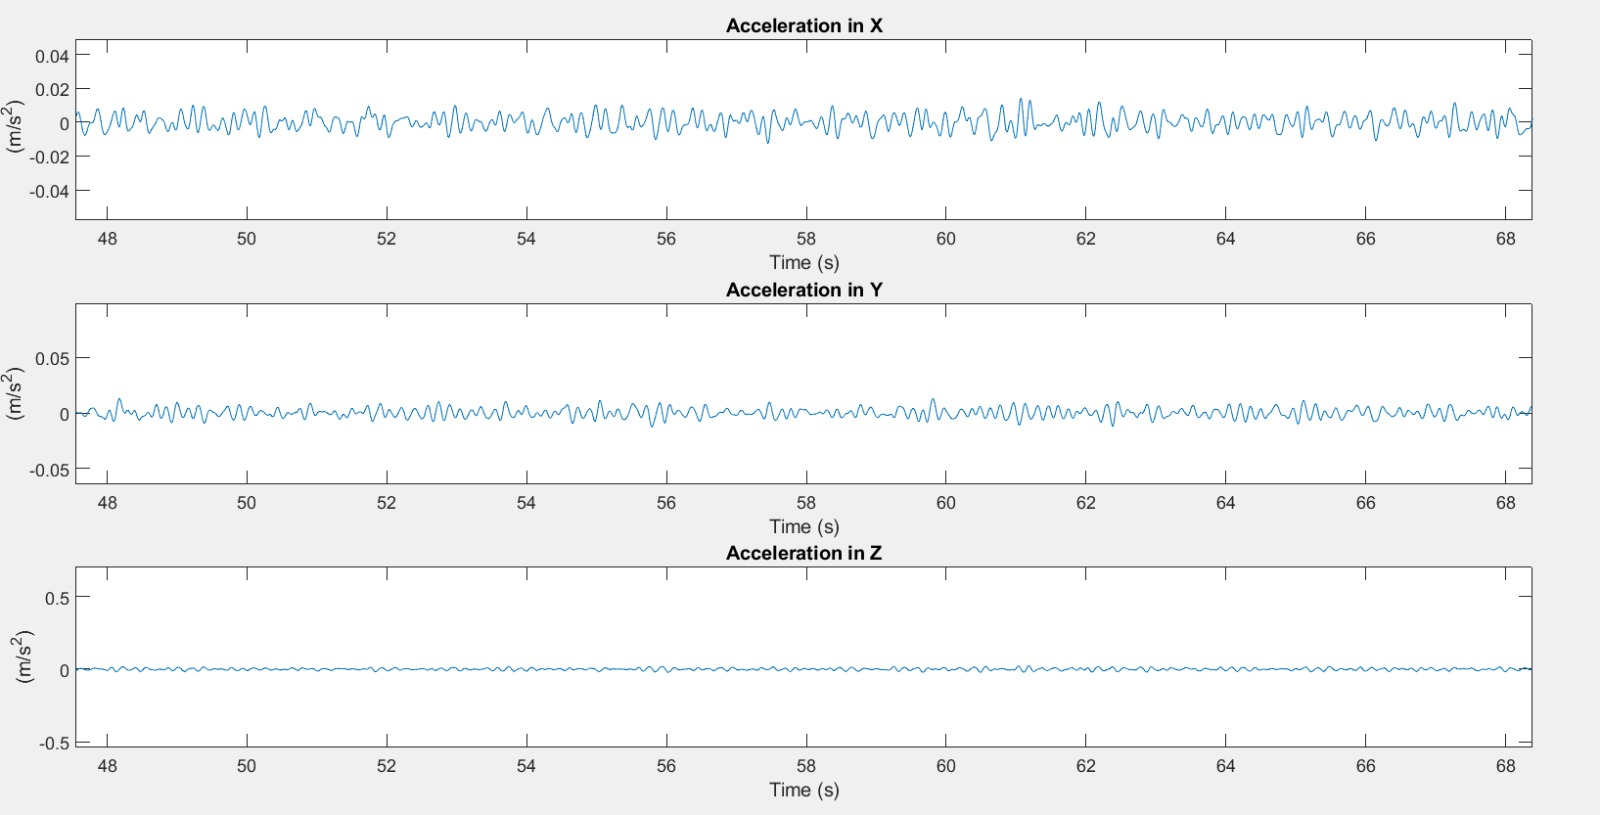 Acceleration in X
0.04
0.02
0
-0.02
-0.04
(m/s²)
48 50 52 54 56 58 60 62 64 66 68
Time (s)
Acceleration in Y
0.05
0
-0.05
(m/s²)
48 50 52 54 56 58 60 62 64 66 68
Time (s)
Acceleration in Z
0.5
0
-0.5
(m/s²)
48 50 52 54 56 58 60 62 64 66 68
Time (s)